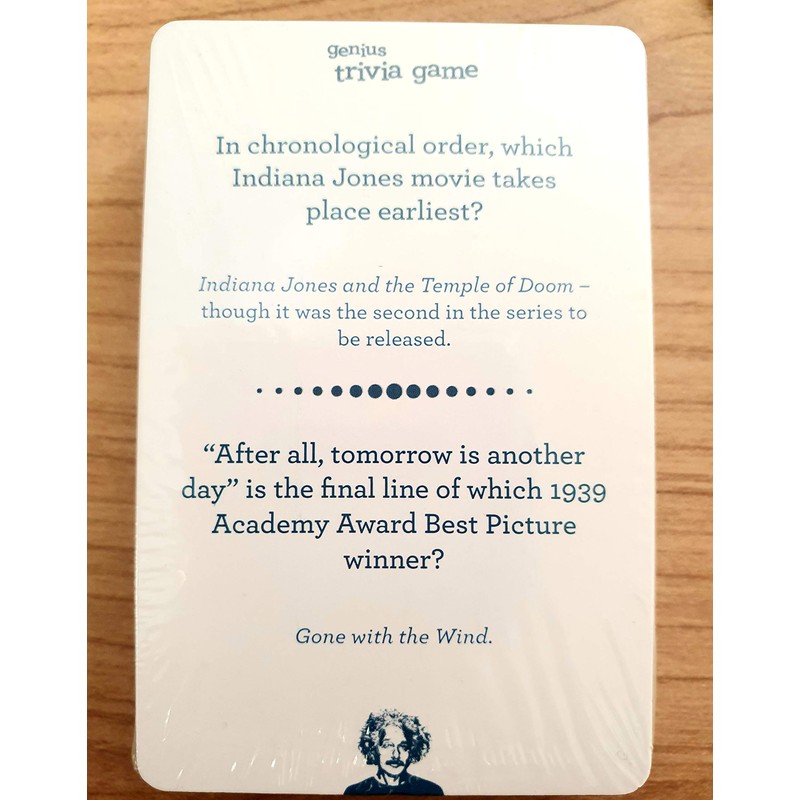 genius
trivia game
In chronological order, which
Indiana Jones movie takes
place earliest?
Indiana Jones and the Temple of Doom –
though it was the second in the series to
be released.
“After all, tomorrow is another
day” is the final line of which 1939
Academy Award Best Picture
winner?
Gone with the Wind.